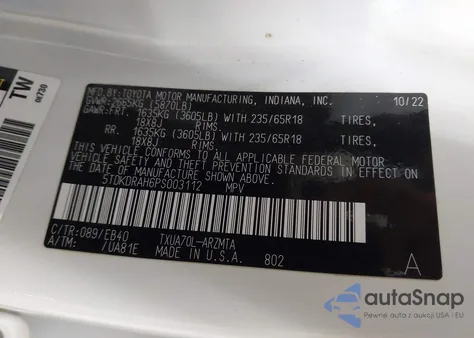 MFD.BY:TOYOTA MOTOR MANUFACTURING, INDIANA, INC. 10/22
GVWR:2665KG (5870LB)
GAWR:FRT. 1635KG (3605LB) WITH 235/65R18 TIRES,
18X8J RIMS.
RR. 1635KG (3605LB) WITH 235/65R18 TIRES,
18X8J RIMS.
THIS VEHICLE CONFORMS TO ALL APPLICABLE FEDERAL MOTOR
VEHICLE SAFETY AND THEFT PREVENTION STANDARDS IN EFFECT
ON THE DATE OF MANUFACTURE SHOWN ABOVE.
5TDKDRAH6PS003112 MPV
C/TR:089/EB40 TXUA70L-ARZMTA
A/TM: /UA81E MADE IN U.S.A. 802 A
TW
autoSnap
Pewne auta z aukcji USA i EU